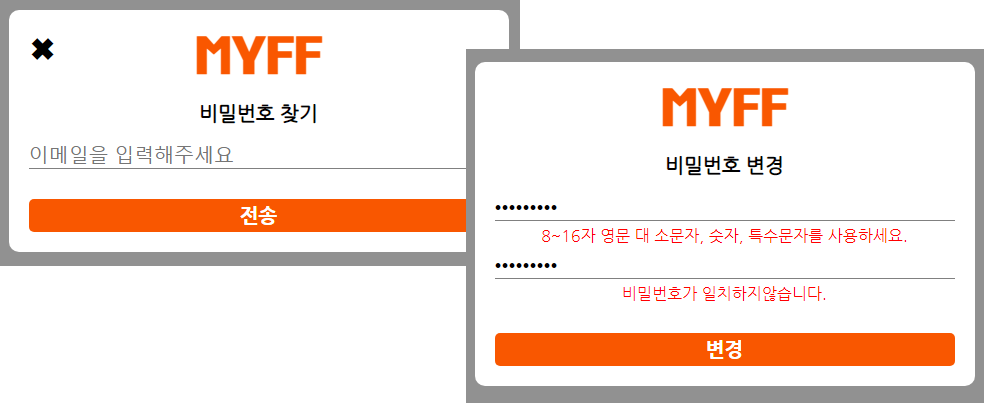 ✖
MYFF
비밀번호 찾기
이메일을 입력해주세요
전송
MYFF
비밀번호 변경
•••••••••
8~16자 영문 대 소문자, 숫자, 특수문자를 사용하세요.
•••••••••
비밀번호가 일치하지않습니다.
변경